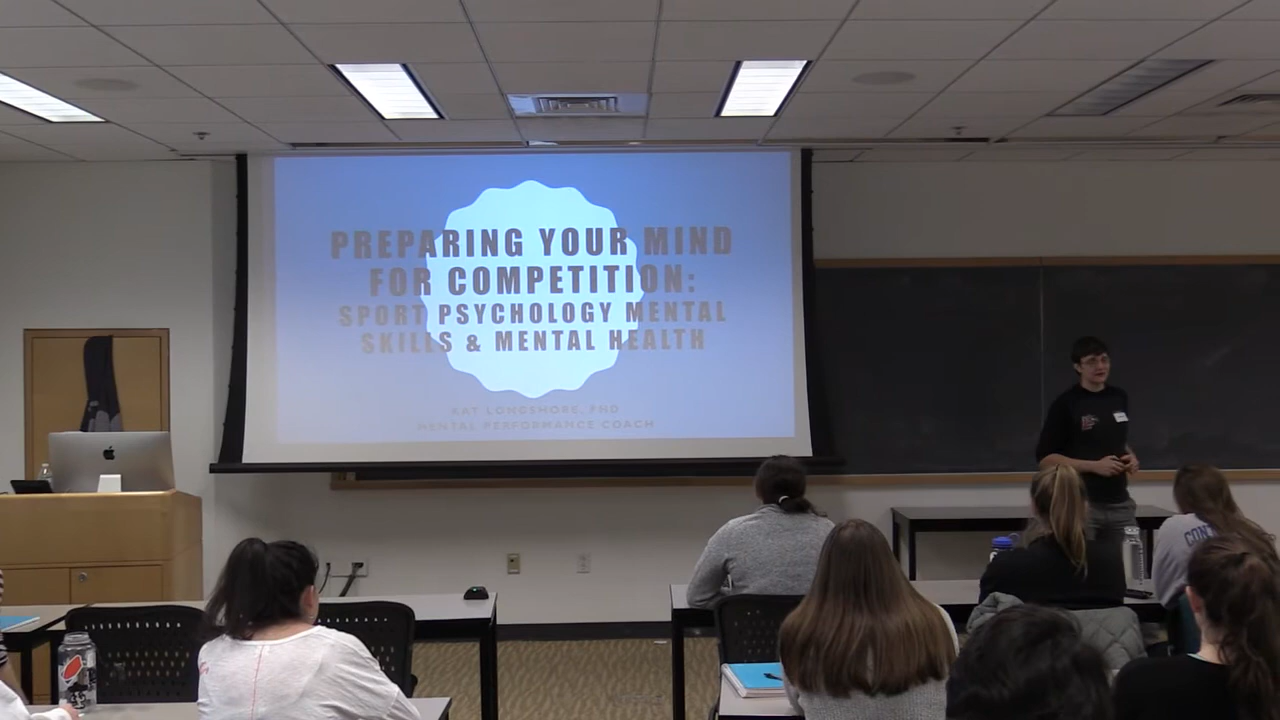 PREPARING YOUR MIND
FOR COMPETITION:
SPORT PSYCHOLOGY MENTAL
SKILLS & MENTAL HEALTH
KAT LONGSHORE, PHD
MENTAL PERFORMANCE COACH